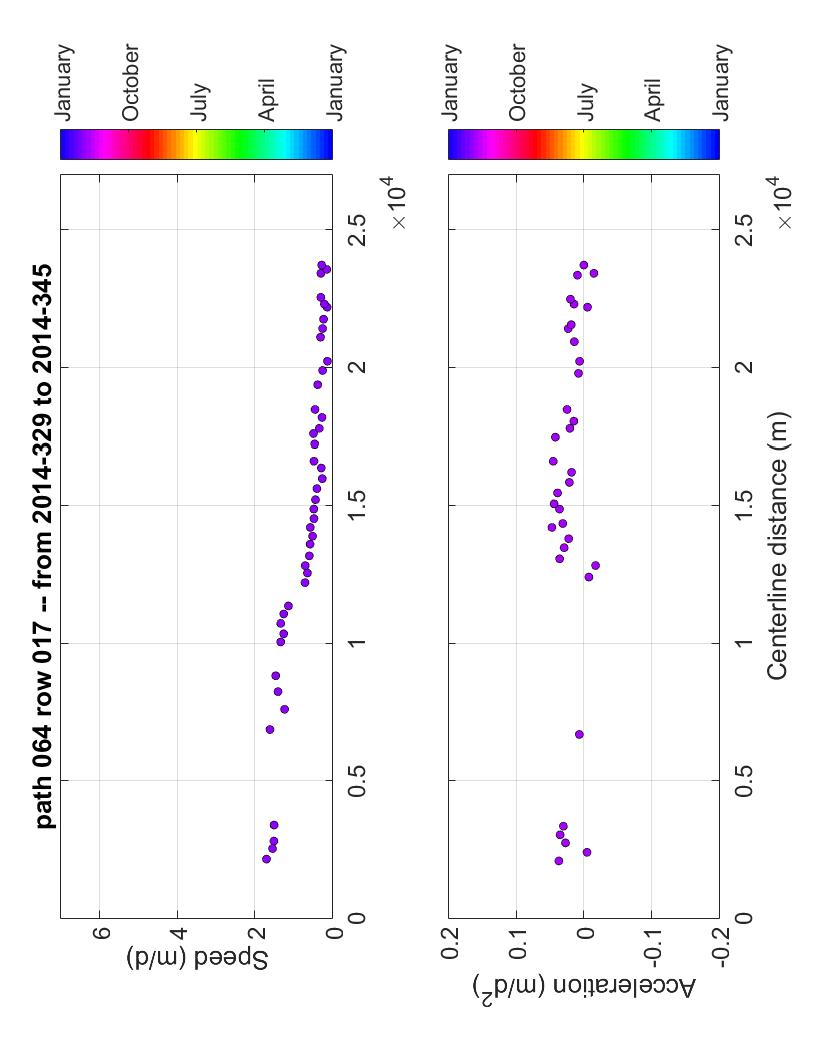 path 064 row 017 -- from 2014-329 to 2014-345
Speed (m/d)
6
4
2
0
0
0.5
1
1.5
2
2.5
×10^4
January
October
July
April
January
Acceleration (m/d^2)
0.2
0.1
0
-0.1
-0.2
0
0.5
1
1.5
2
2.5
×10^4
Centerline distance (m)
January
October
July
April
January